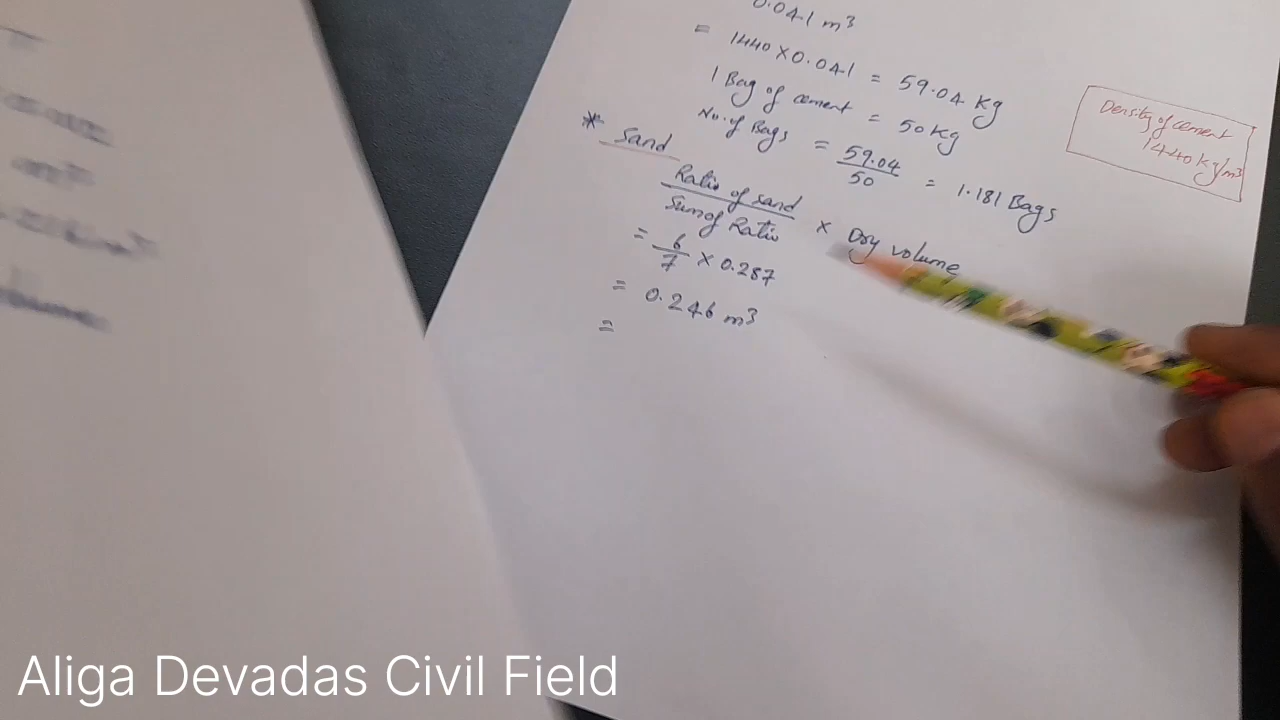 0.041 m³
= 1440 × 0.041 = 59.04 Kg
1 Bag of cement = 50 Kg
No. of Bags = 59.04/50 = 1.181 Bags
Density of cement
1440 Kg/m³
* Sand
Ratio of sand/Sum of Ratio × Dry volume
= 6/7 × 0.287
= 0.246 m³
=
Aliga Devadas Civil Field